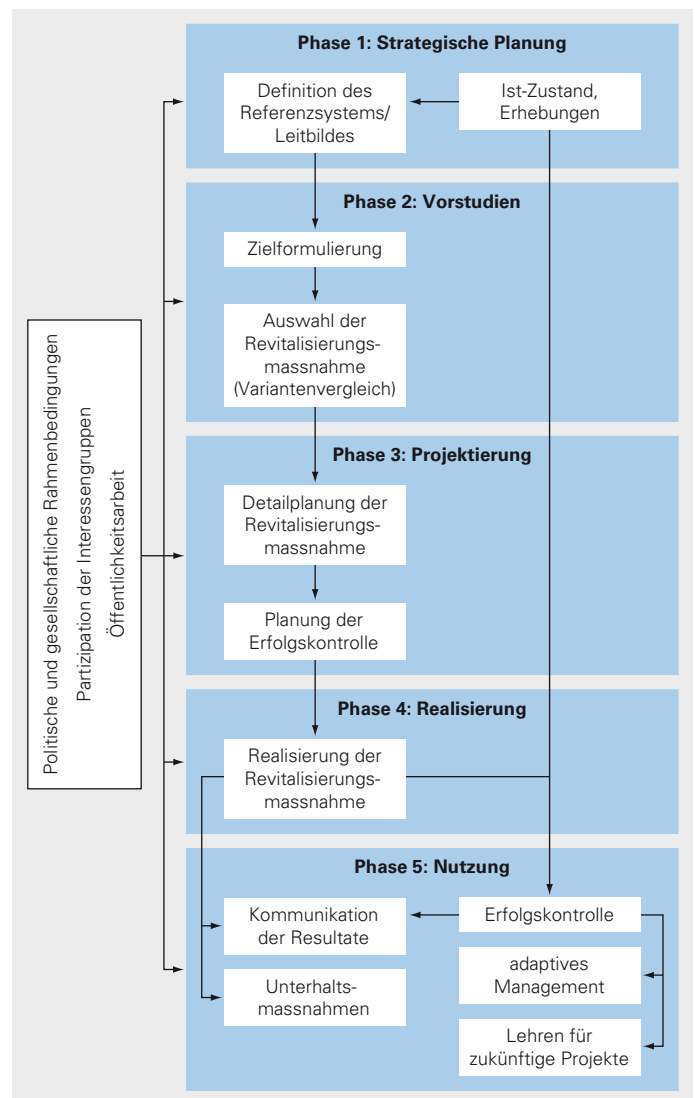 Politische und gesellschaftliche Rahmenbedingungen
Partizipation der Interessengruppen
Öffentlichkeitsarbeit
Phase 1: Strategische Planung
Definition des
Referenzsystems/
Leitbildes
Ist-Zustand,
Erhebungen
Phase 2: Vorstudien
Zielformulierung
Auswahl der
Revitalisierungs-
massnahme
(Variantenvergleich)
Phase 3: Projektierung
Detailplanung der
Revitalisierungs-
massnahme
Planung der
Erfolgskontrolle
Phase 4: Realisierung
Realisierung der
Revitalisierungs-
massnahme
Phase 5: Nutzung
Kommunikation
der Resultate
Erfolgskontrolle
Unterhalts-
massnahmen
adaptives
Management
Lehren für
zukünftige Projekte